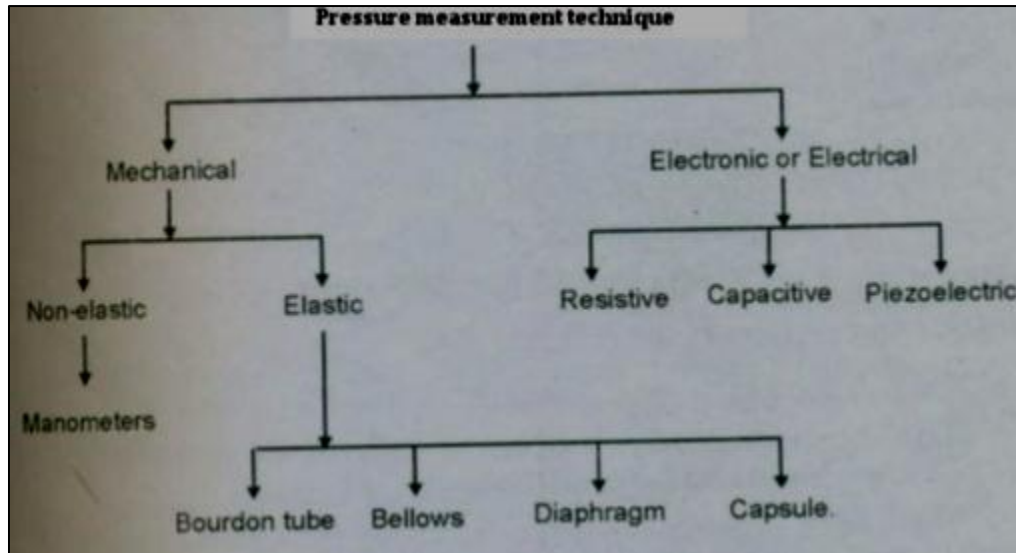 Pressure measurement technique
Mechanical
Electronic or Electrical
Non-elastic
Elastic
Resistive
Capacitive
Piezoelectric
Manometers
Bourdon tube
Bellows
Diaphragm
Capsule.